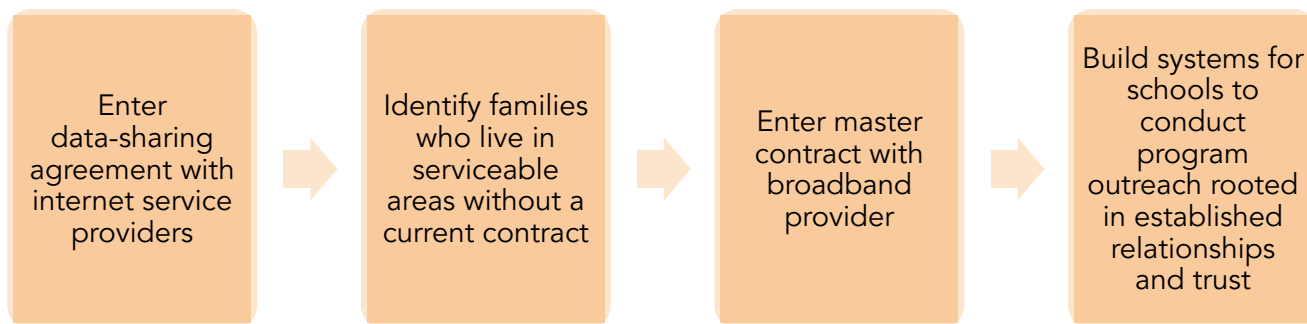 Enter
data-sharing
agreement with
internet service
providers
Identify families
who live in
serviceable
areas without a
current contract
Enter master
contract with
broadband
provider
Build systems for
schools to
conduct
program
outreach rooted
in established
relationships
and trust